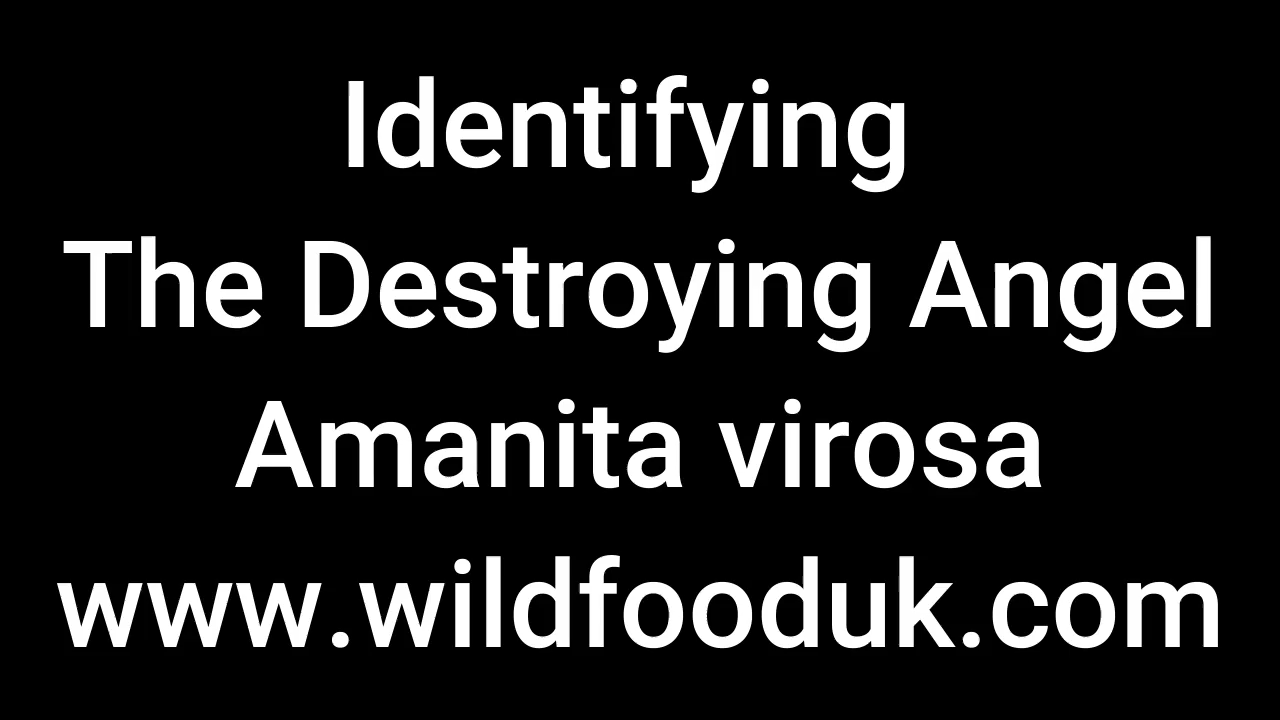 Identifying
The Destroying Angel
Amanita virosa
www.wildfooduk.com